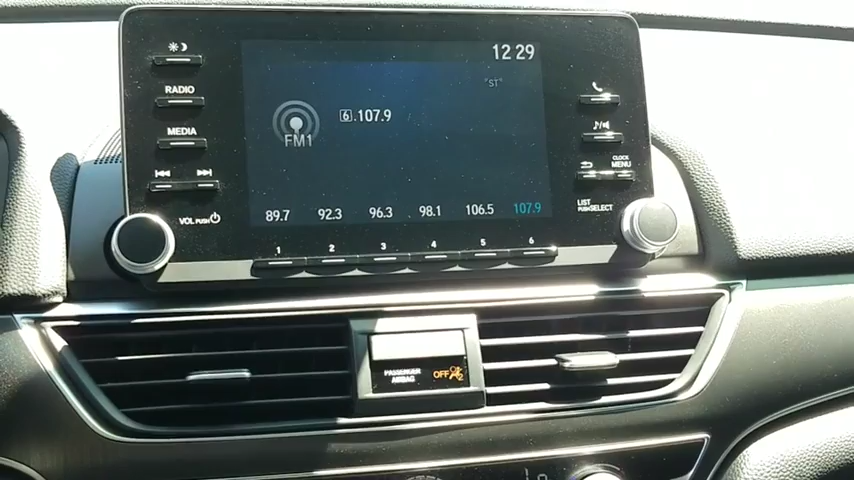 12 29
"ST"
RADIO
6.107.9
MEDIA
FM1
CLOCK
MENU
VOL PUSH
LIST
PUSH SELECT
89.7 92.3 96.3 98.1 106.5 107.9
1 2 3 4 5 6
PASSENGER
AIRBAG
OFF 2